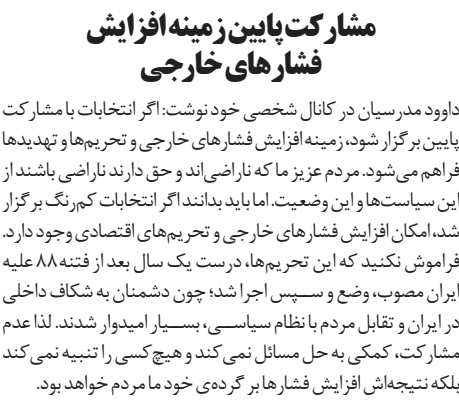 مشارکت پایین زمینه افزایش
فشارهای خارجی
داوود مدرسیان در کانال شخصی خود نوشت: اگر انتخابات با مشارکت
پایین برگزار شود، زمینه افزایش فشارهای خارجی و تحریم‌ها و تهدیدها
فراهم می‌شود. مردم عزیز ما که ناراضی‌اند و حق دارند ناراضی باشند از
این سیاست‌ها و این وضعیت. اما باید بدانند اگر انتخابات کم‌رنگ برگزار
شد، امکان افزایش فشارهای خارجی و تحریم‌های اقتصادی وجود دارد.
فراموش نکنید که این تحریم‌ها، درست یک سال بعد از فتنه ۸۸ علیه
ایران مصوب، وضع و سپس اجرا شد؛ چون دشمنان به شکاف داخلی
در ایران و تقابل مردم با نظام سیاسی، بسیار امیدوار شدند. لذا عدم
مشارکت، کمکی به حل مسائل نمی‌کند و هیچ‌کسی را تنبیه نمی‌کند
بلکه نتیجه‌اش افزایش فشارها بر گرده‌ی خود ما مردم خواهد بود.